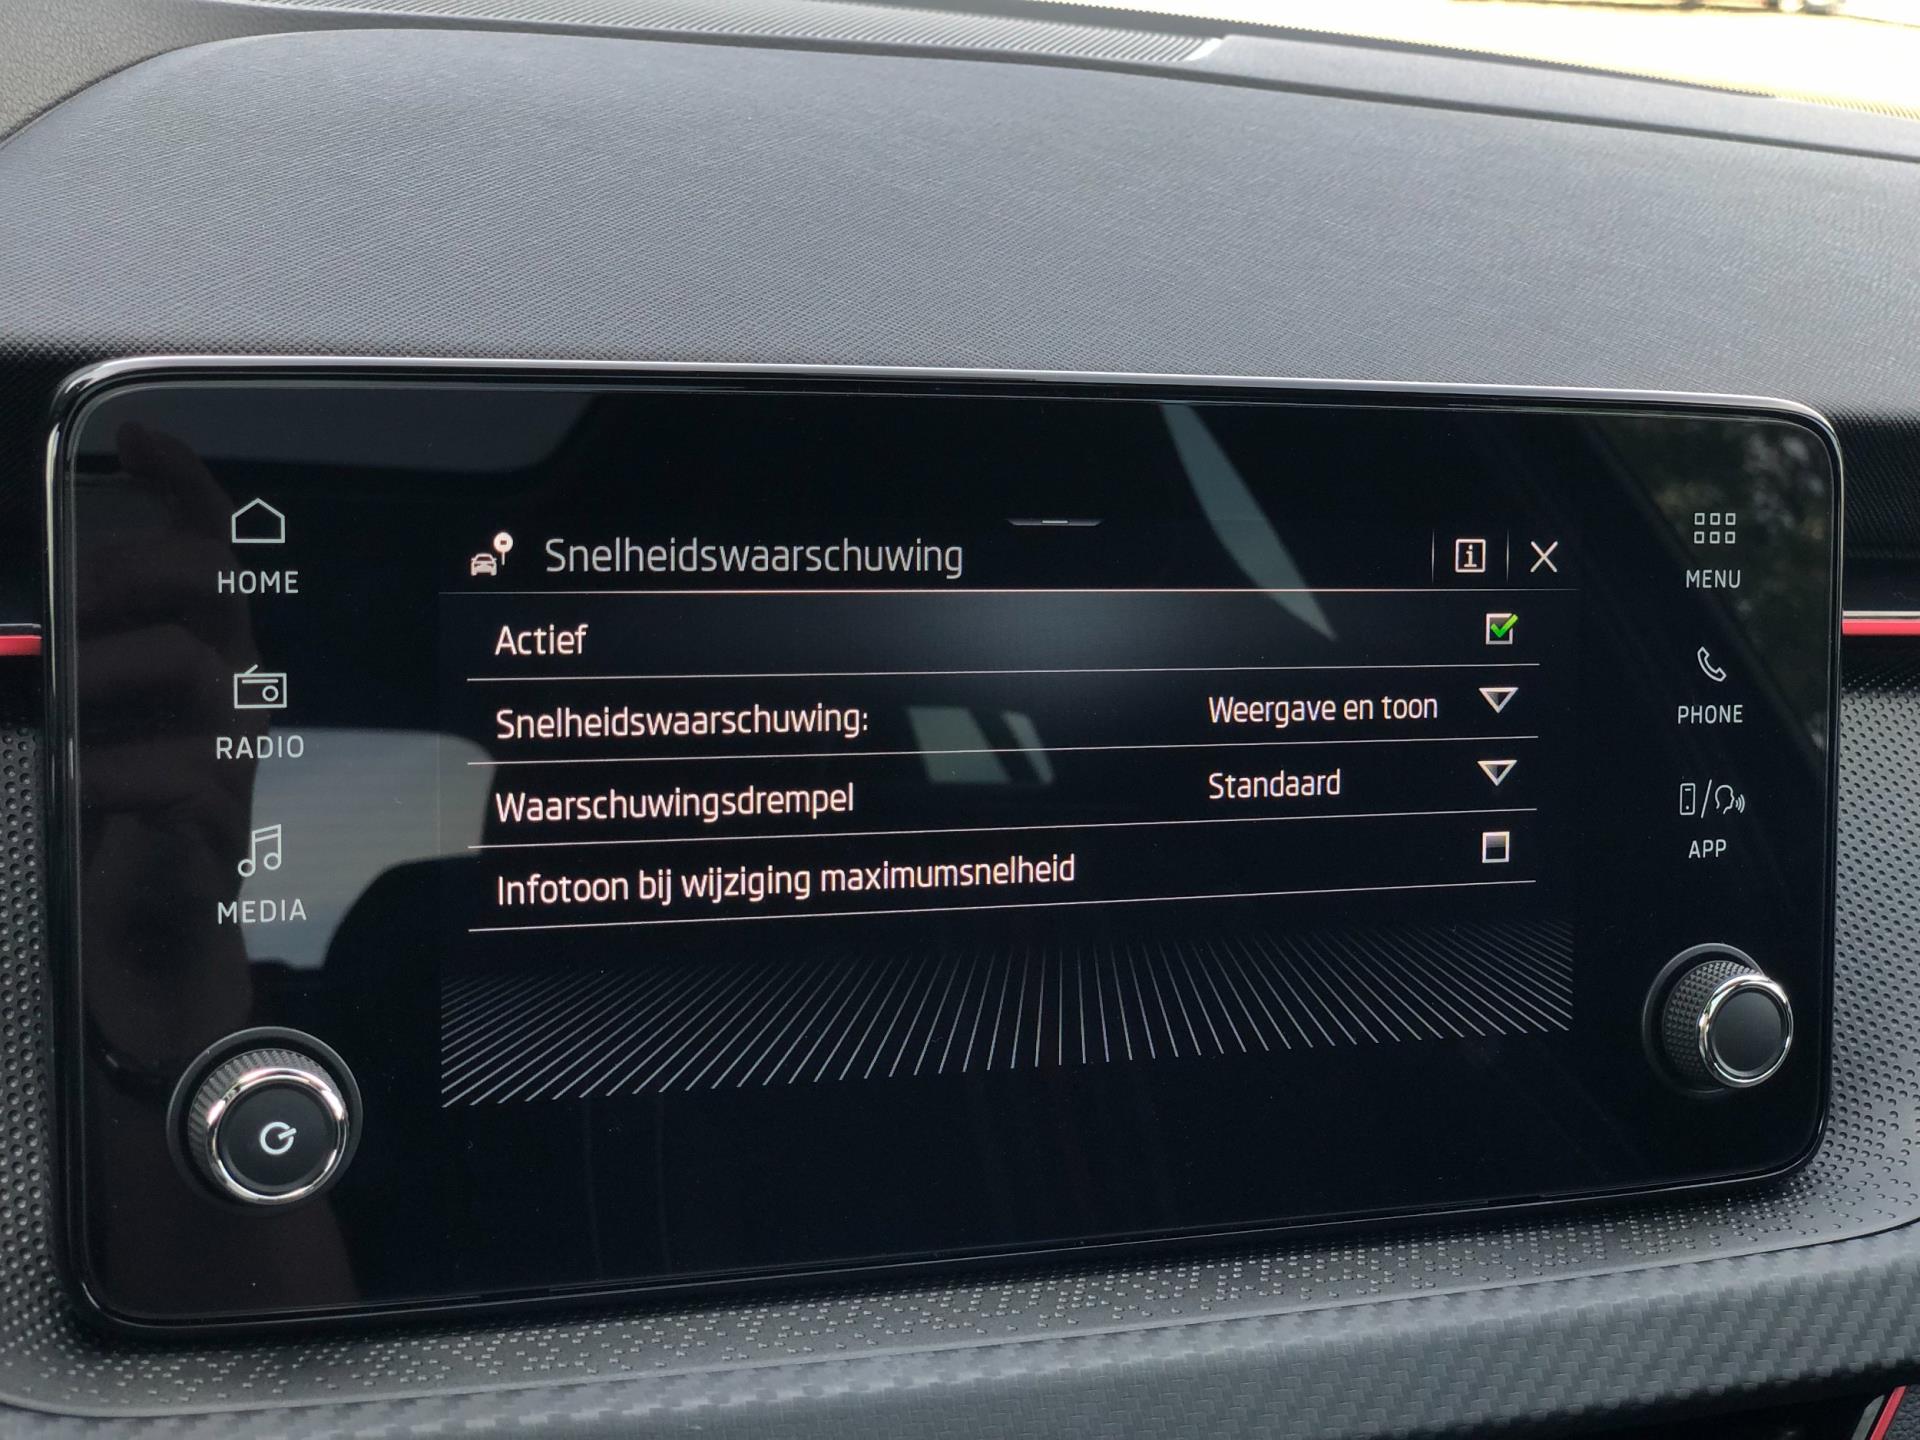 HOME
RADIO
MEDIA
Snelheidswaarschuwing
Actief
Snelheidswaarschuwing: Weergave en toon
Waarschuwingsdrempel Standaard
Infotoon bij wijziging maximumsnelheid
MENU
PHONE
APP